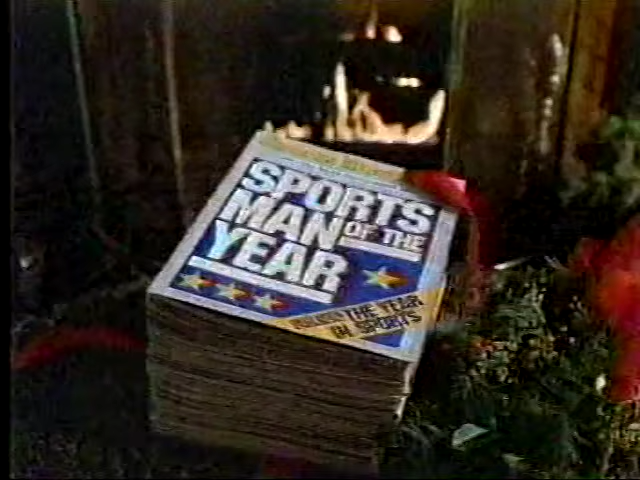 SPORTS
MAN OF THE
YEAR
THE YEAR
IN SPORTS